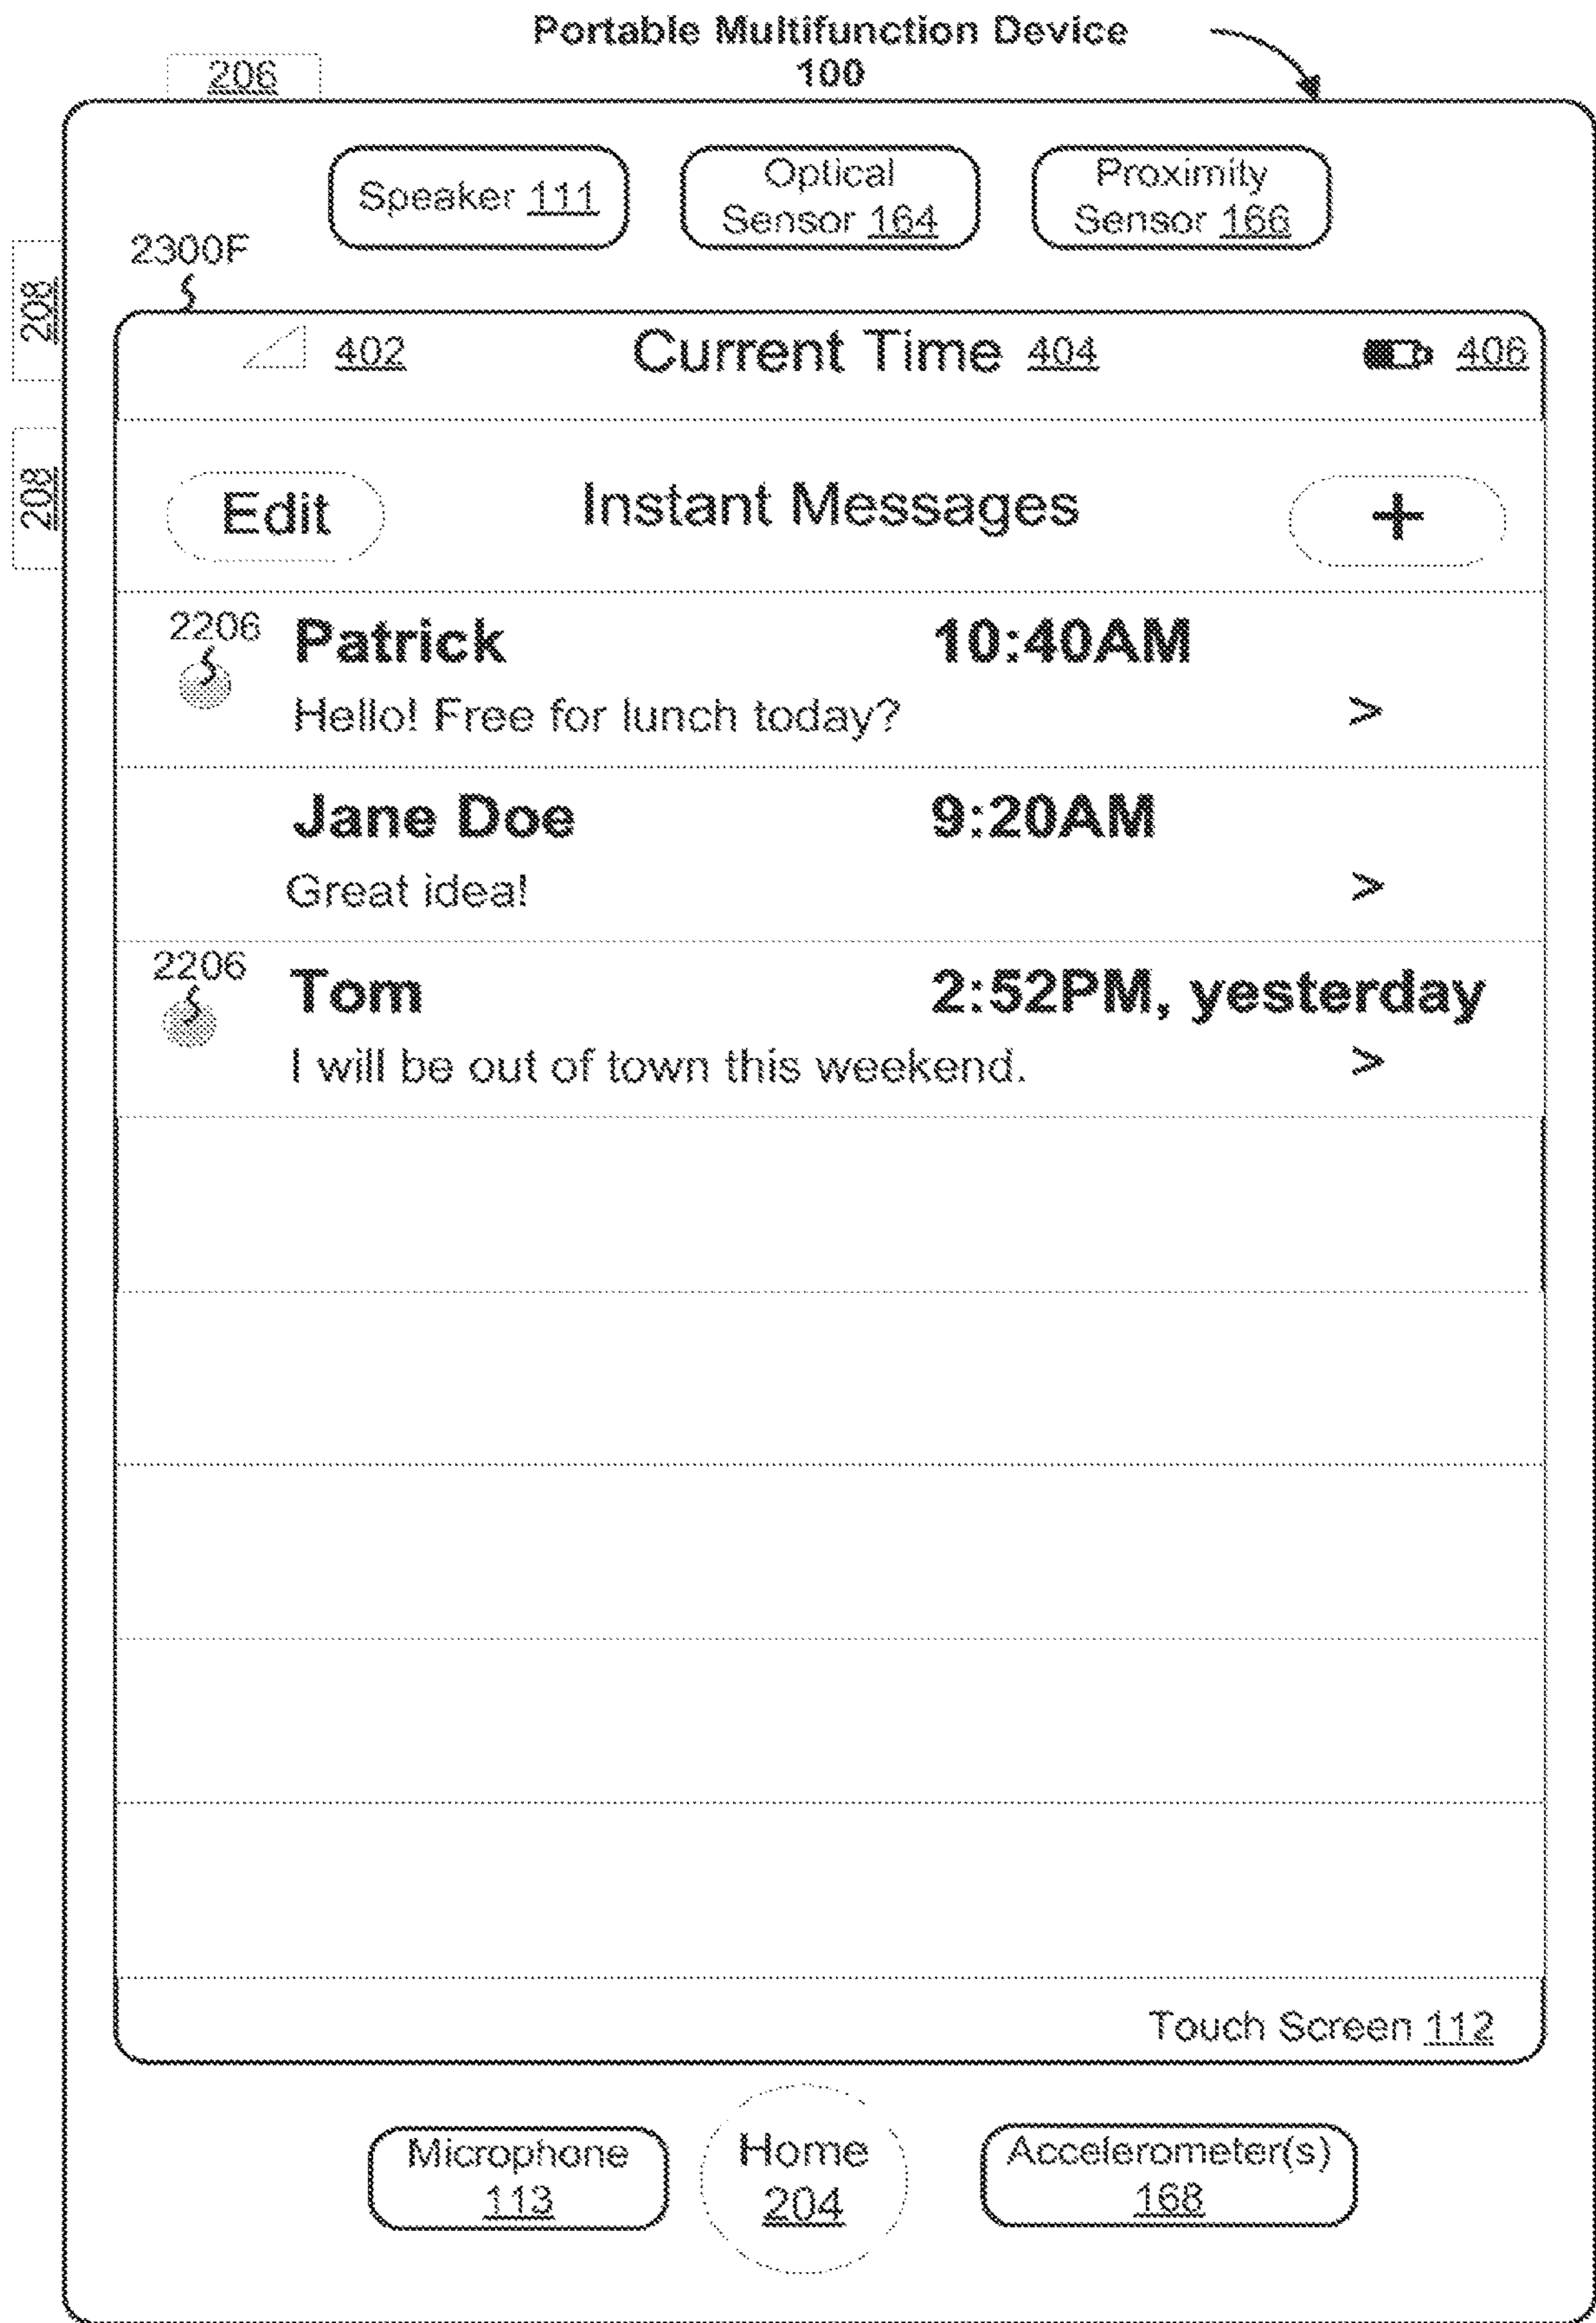 Portable Multifunction Device
100
206
Speaker 111
Optical
Sensor 164
Proximity
Sensor 166
2300F
208
208
402
Current Time 404
406
Edit
Instant Messages
+
2206
Patrick
10:40AM
Hello! Free for lunch today?
>
Jane Doe
9:20AM
Great idea!
>
2206
Tom
2:52PM, yesterday
I will be out of town this weekend.
>
Touch Screen 112
Microphone
113
Home
204
Accelerometer(s)
168